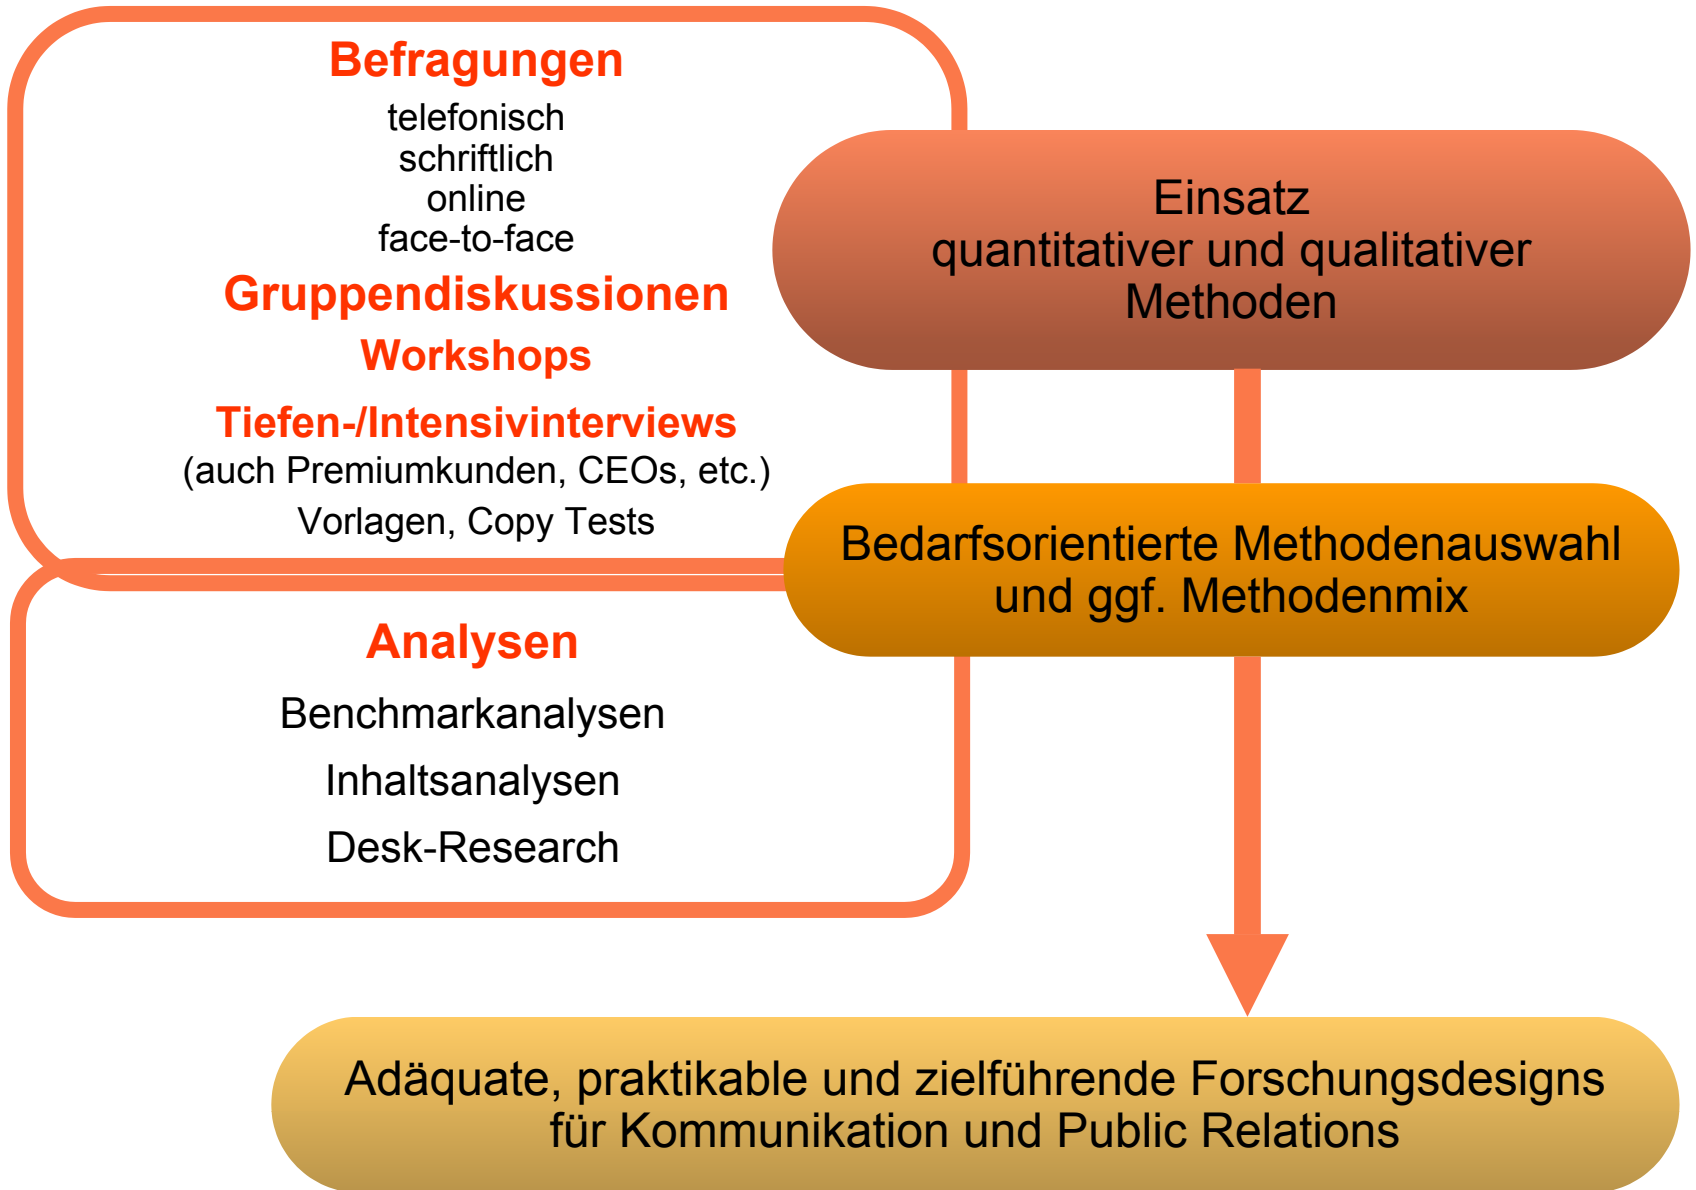 Befragungen
telefonisch
schriftlich
online
face-to-face
Gruppendiskussionen
Workshops
Tiefen-/Intensivinterviews
(auch Premiumkunden, CEOs, etc.)
Vorlagen, Copy Tests
Analysen
Benchmarkanalysen
Inhaltsanalysen
Desk-Research
Einsatz
quantitativer und qualitativer
Methoden
Bedarfsorientierte Methodenauswahl
und ggf. Methodenmix
Adäquate, praktikable und zielführende Forschungsdesigns
für Kommunikation und Public Relations